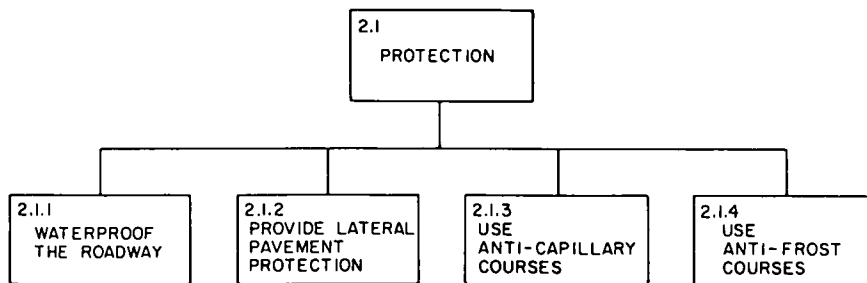 2.1
PROTECTION
2.1.1
WATERPROOF
THE ROADWAY
2.1.2
PROVIDE LATERAL
PAVEMENT
PROTECTION
2.1.3
USE
ANTI-CAPILLARY
COURSES
2.1.4
USE
ANTI-FROST
COURSES